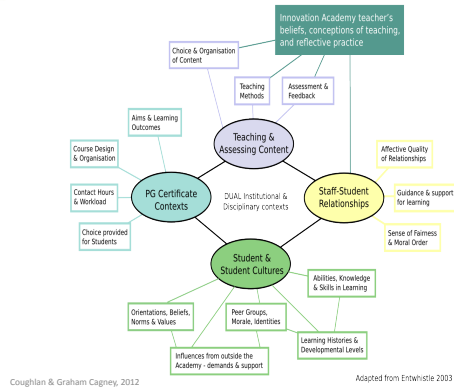 Innovation Academy teacher's
beliefs, conceptions of teaching,
and reflective practice
Choice & Organisation
of Content
Teaching
Methods
Assessment &
Feedback
Aims & Learning
Outcomes
Teaching &
Assessing Content
Course Design
& Organisation
Affective Quality
of Relationships
PG Certificate
Contexts
Contact Hours
& Workload
DUAL Institutional &
Disciplinary contexts
Staff-Student
Relationships
Guidance & support
for learning
Choice provided
for Students
Sense of Fairness
& Moral Order
Student &
Student Cultures
Abilities, Knowledge
& Skills in Learning
Orientations, Beliefs,
Norms & Values
Peer Groups,
Morale, Identities
Learning Histories &
Developmental Levels
Influences from outside the
Academy - demands & support
Coughlan & Graham Cagney, 2012
Adapted from Entwhistle 2003